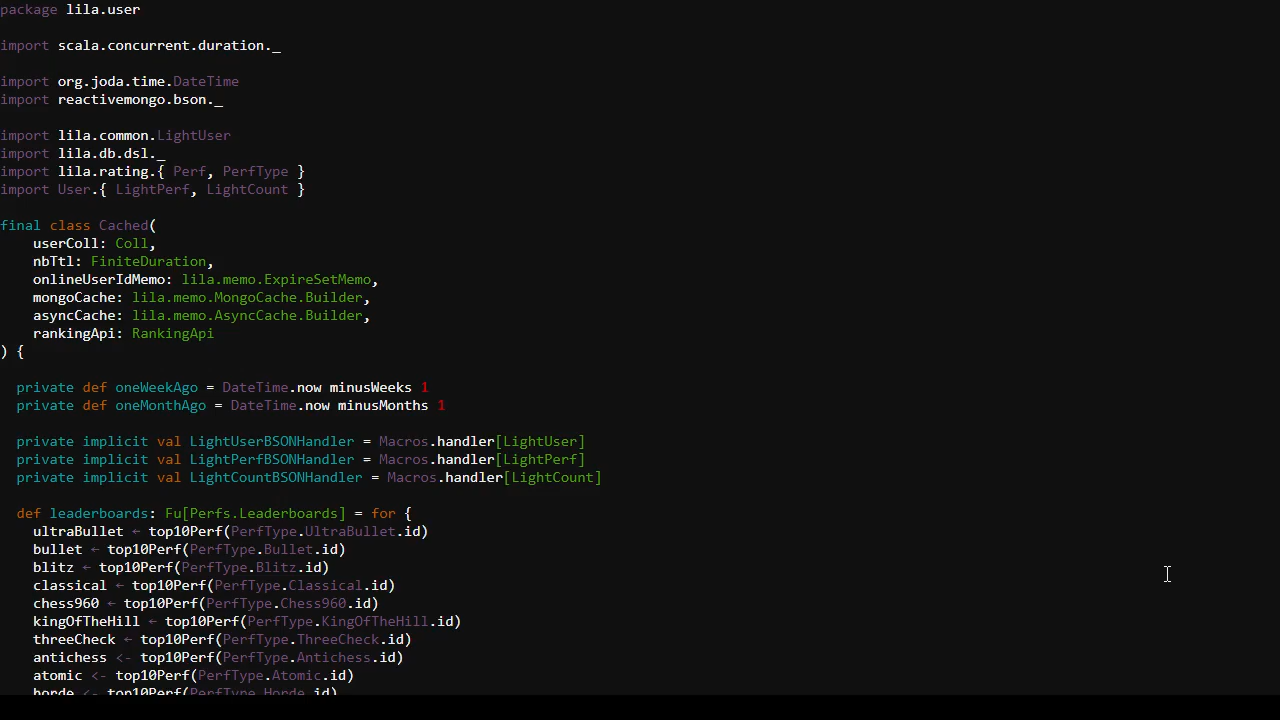 package lila.user
import scala.concurrent.duration._
import org.joda.time.DateTime
import reactivemongo.bson._
import lila.common.LightUser
import lila.db.dsl._
import lila.rating.{ Perf, PerfType }
import User.{ LightPerf, LightCount }
final class Cached(
    userColl: Coll,
    nbTtl: FiniteDuration,
    onlineUserIdMemo: lila.memo.ExpireSetMemo,
    mongoCache: lila.memo.MongoCache.Builder,
    asyncCache: lila.memo.AsyncCache.Builder,
    rankingApi: RankingApi
) {
  private def oneWeekAgo = DateTime.now minusWeeks 1
  private def oneMonthAgo = DateTime.now minusMonths 1
  private implicit val LightUserBSONHandler = Macros.handler[LightUser]
  private implicit val LightPerfBSONHandler = Macros.handler[LightPerf]
  private implicit val LightCountBSONHandler = Macros.handler[LightCount]
  def leaderboards: Fu[Perfs.Leaderboards] = for {
    ultraBullet ← top10Perf(PerfType.UltraBullet.id)
    bullet ← top10Perf(PerfType.Bullet.id)
    blitz ← top10Perf(PerfType.Blitz.id)
    classical ← top10Perf(PerfType.Classical.id)
    chess960 ← top10Perf(PerfType.Chess960.id)
    kingOfTheHill ← top10Perf(PerfType.KingOfTheHill.id)
    threeCheck ← top10Perf(PerfType.ThreeCheck.id)
    antichess <- top10Perf(PerfType.Antichess.id)
    atomic <- top10Perf(PerfType.Atomic.id)
    horde <- top10Perf(PerfType.Horde.id)